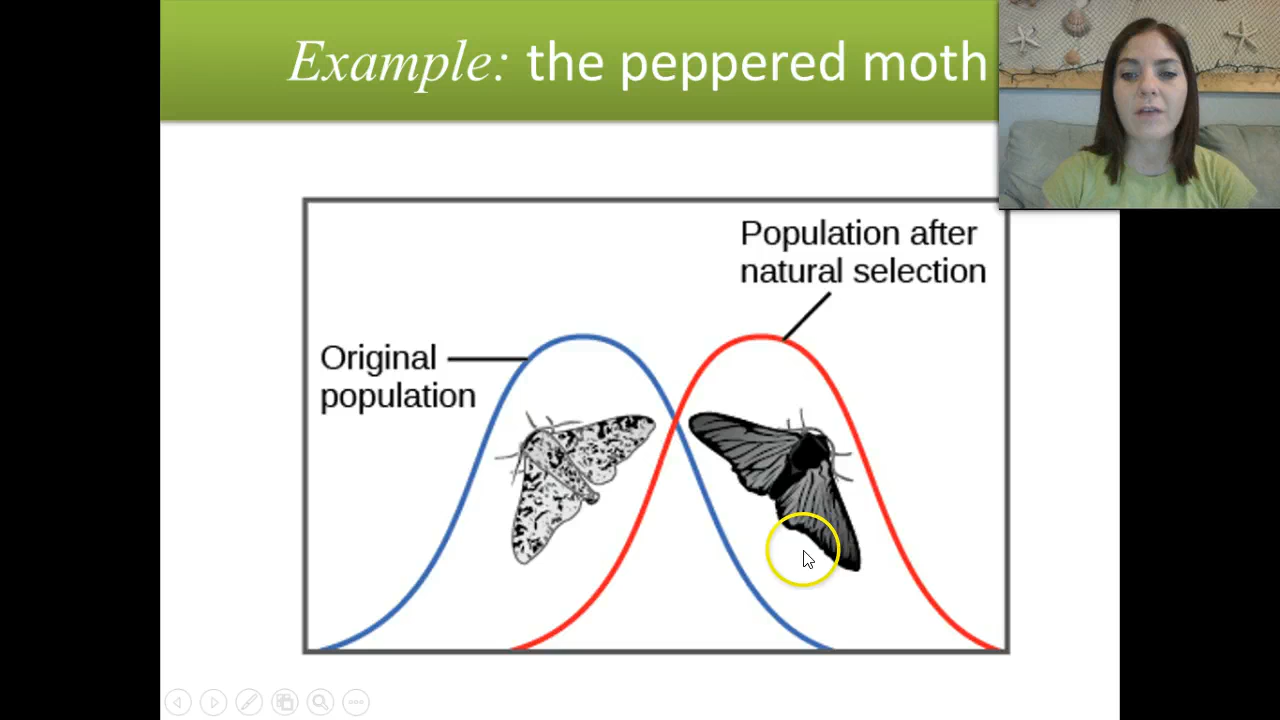 Example: the peppered moth
Population after
natural selection
Original
population